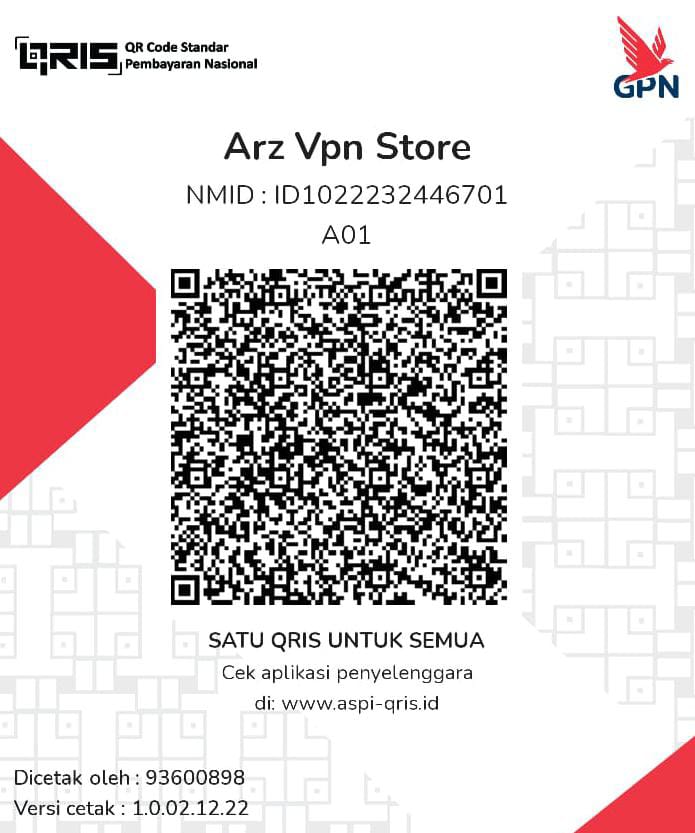 QRIS QR Code Standar
Pembayaran Nasional
GPN
Arz Vpn Store
NMID : ID1022232446701
A01
SATU QRIS UNTUK SEMUA
Cek aplikasi penyelenggara
di: www.aspi-qris.id
Dicetak oleh : 93600898
Versi cetak : 1.0.02.12.22